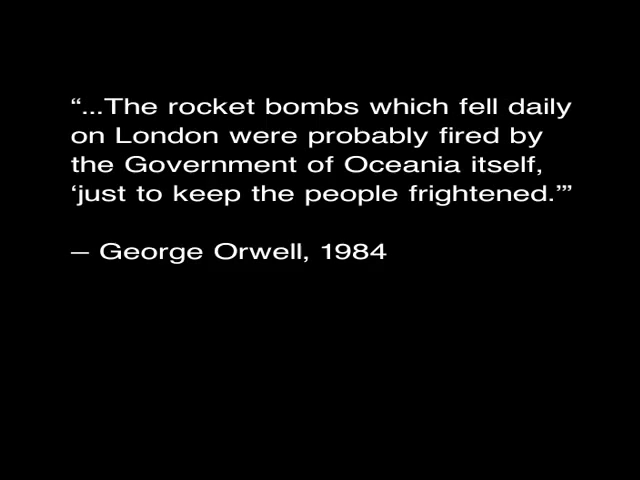 “...The rocket bombs which fell daily
on London were probably fired by
the Government of Oceania itself,
‘just to keep the people frightened.’”
– George Orwell, 1984